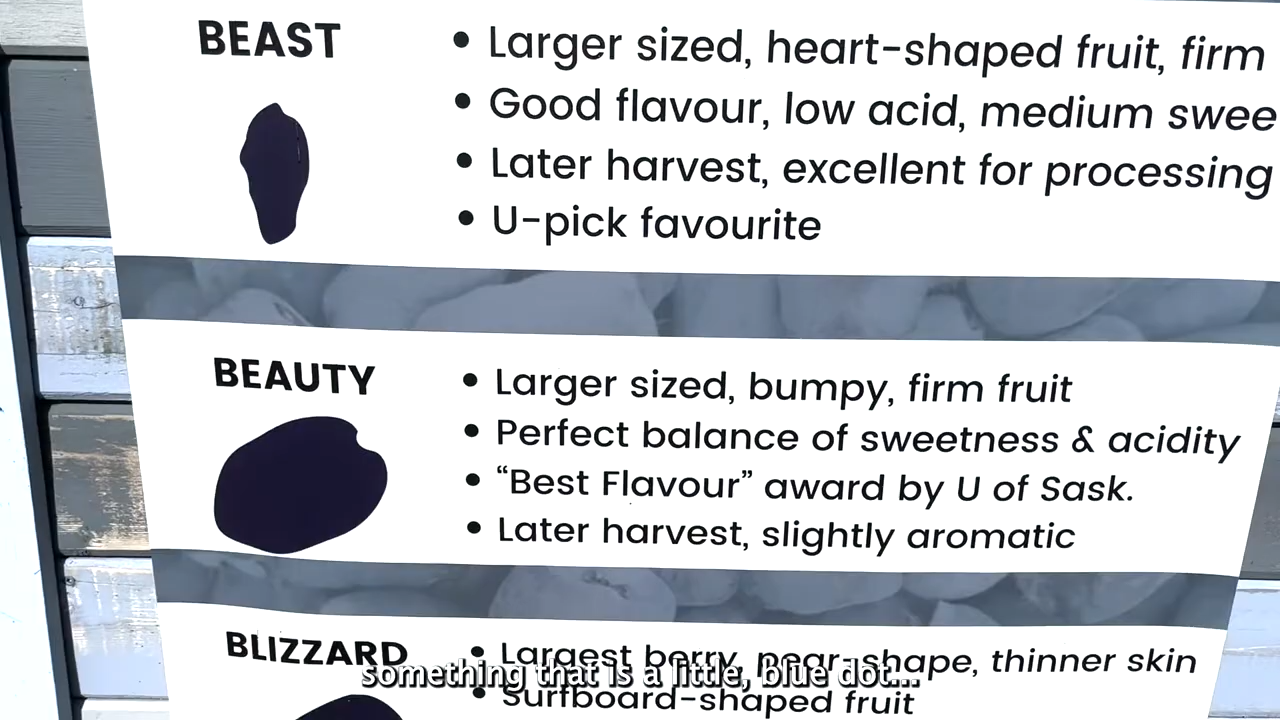 BEAST
• Larger sized, heart-shaped fruit, firm
• Good flavour, low acid, medium swee
• Later harvest, excellent for processing
• U-pick favourite
BEAUTY
• Larger sized, bumpy, firm fruit
• Perfect balance of sweetness & acidity
• “Best Flavour” award by U of Sask.
• Later harvest, slightly aromatic
BLIZZARD
• Largest berry, pear-shape, thinner skin
• Surfboard-shaped fruit
something that is a little, blue dot...